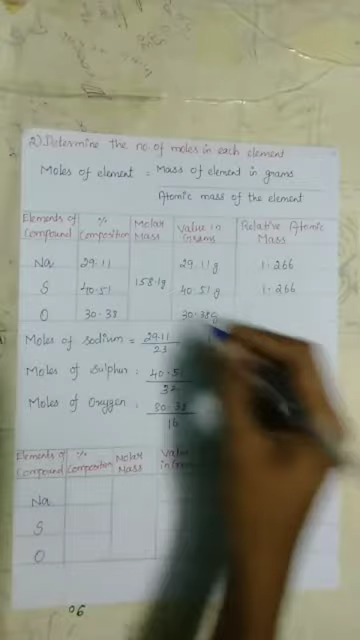 2) Determine the no. of moles in each element
Moles of element = Mass of element in grams
Atomic mass of the element
Elements of Compound % Composition Molar Mass Value in Grams Relative Atomic Mass
Na 29.11 158.1g 29.11g 1.266
S 40.51 40.51g 1.266
O 30.38 30.38g
Moles of Sodium = 29.11
23
Moles of Sulphur : 40.51
32
Moles of Oxygen : 30.38
16
Elements of Compound % Composition Molar Mass Value
Na
S
O
06